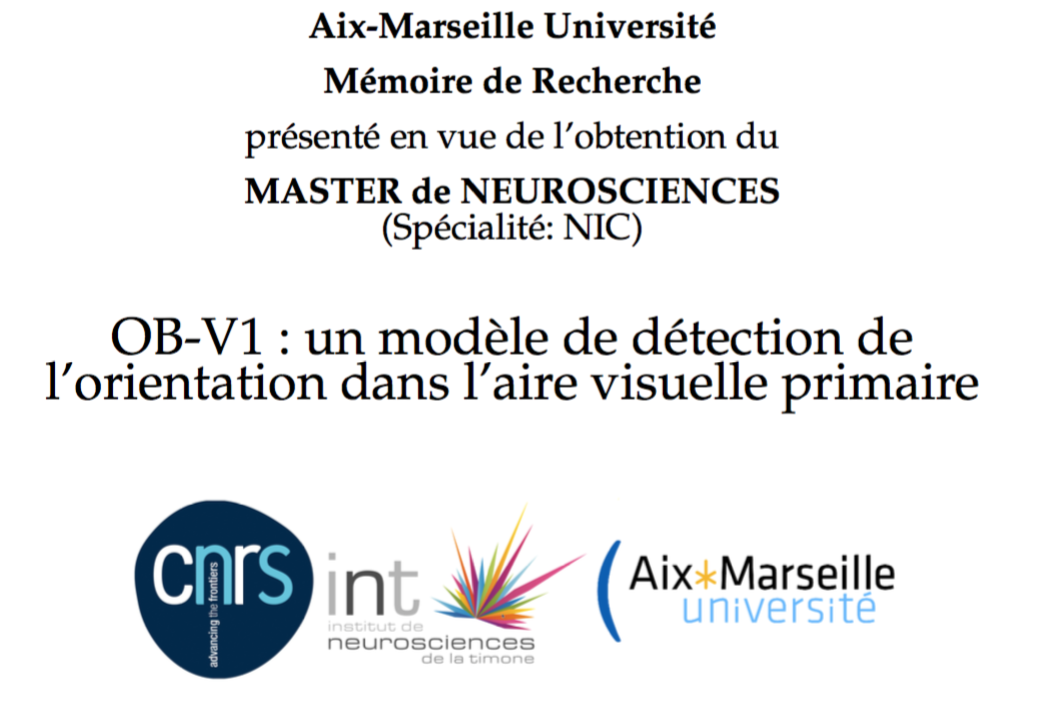 Aix-Marseille Université
Mémoire de Recherche
présenté en vue de l’obtention du
MASTER de NEUROSCIENCES
(Spécialité: NIC)
OB-V1 : un modèle de détection de
l’orientation dans l’aire visuelle primaire
cnrs
advancing the frontiers
int
institut de
neurosciences
de la timone
Aix*Marseille
université